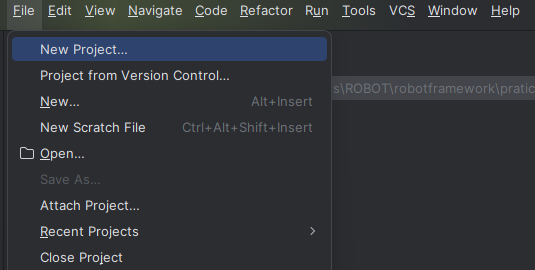 File Edit View Navigate Code Refactor Run Tools VCS Window Help
New Project...
Project from Version Control...
New... Alt+Insert
s\ROBOT\robotframework\pratic
New Scratch File Ctrl+Alt+Shift+Insert
Open...
Save As...
Attach Project...
Recent Projects
Close Project